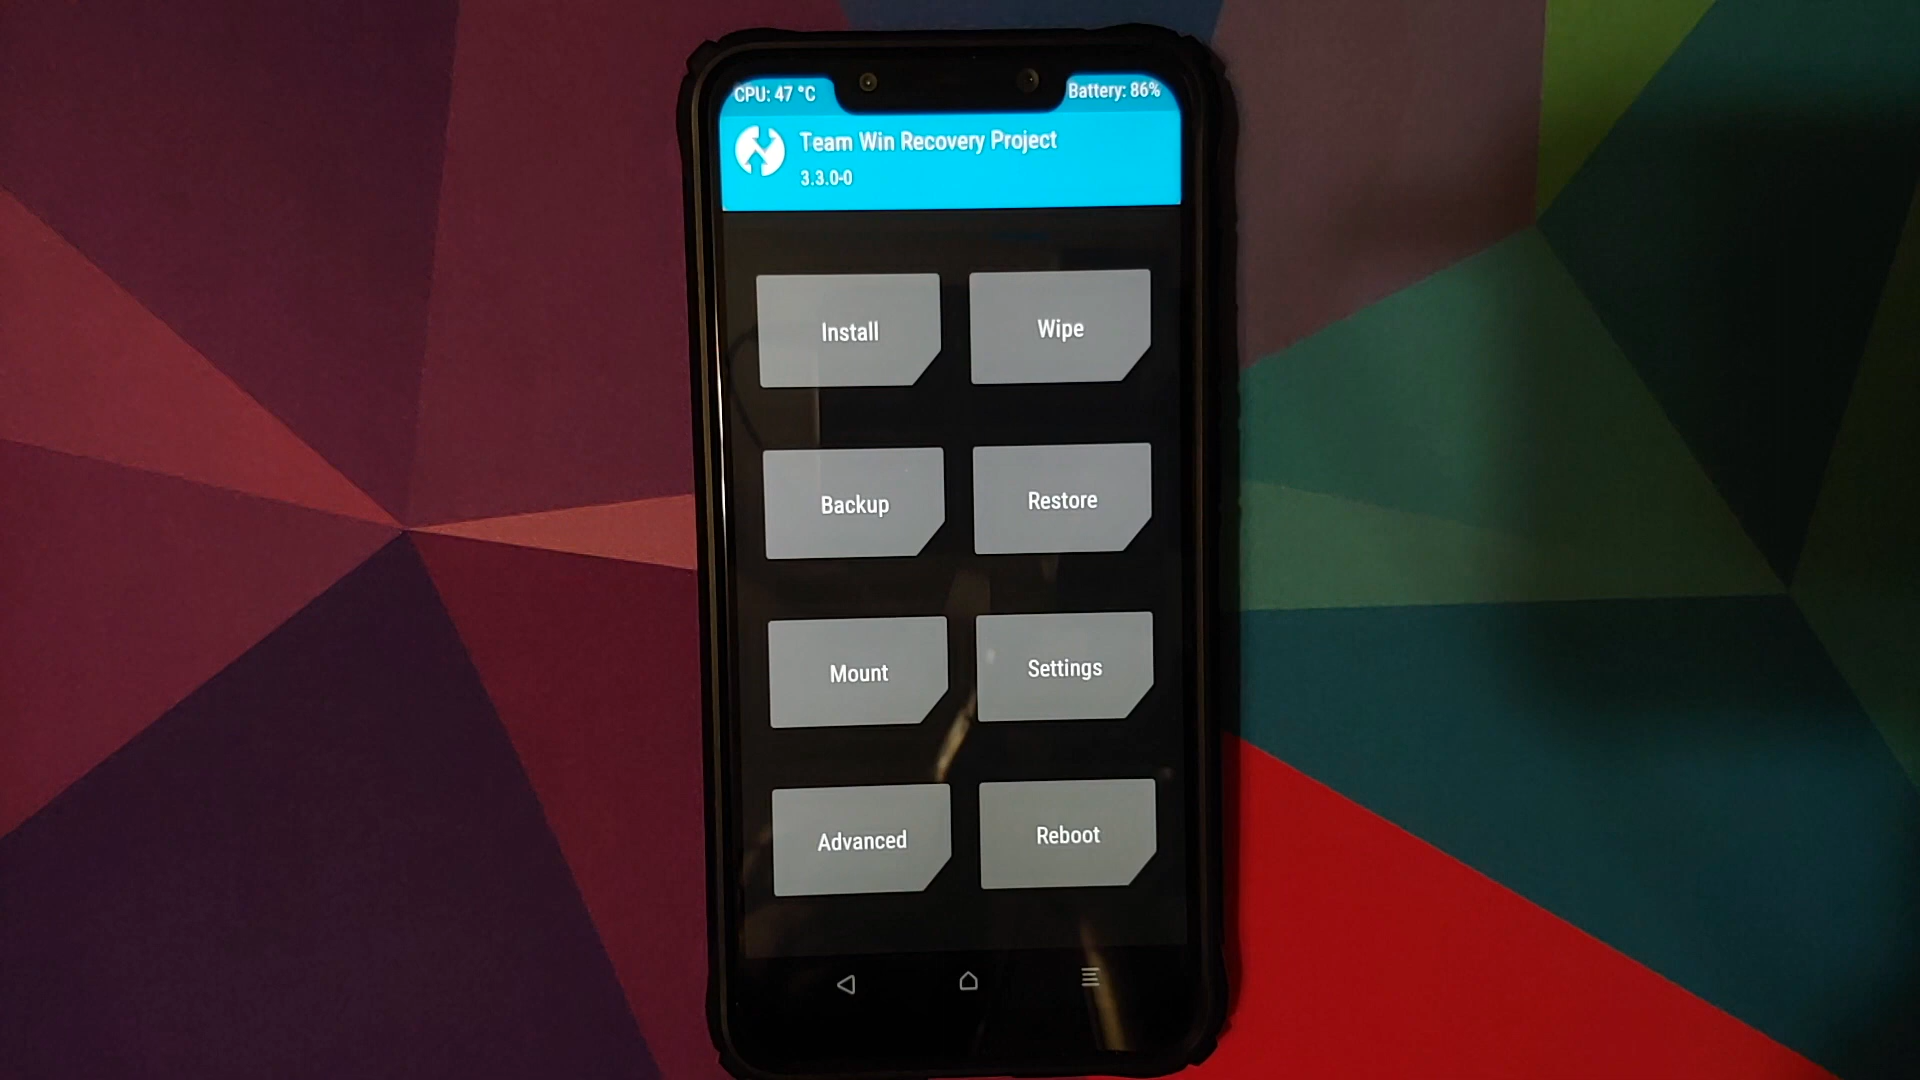 CPU: 47 °C
Battery: 86%
Team Win Recovery Project
3.3.0-0
Install
Wipe
Backup
Restore
Mount
Settings
Advanced
Reboot